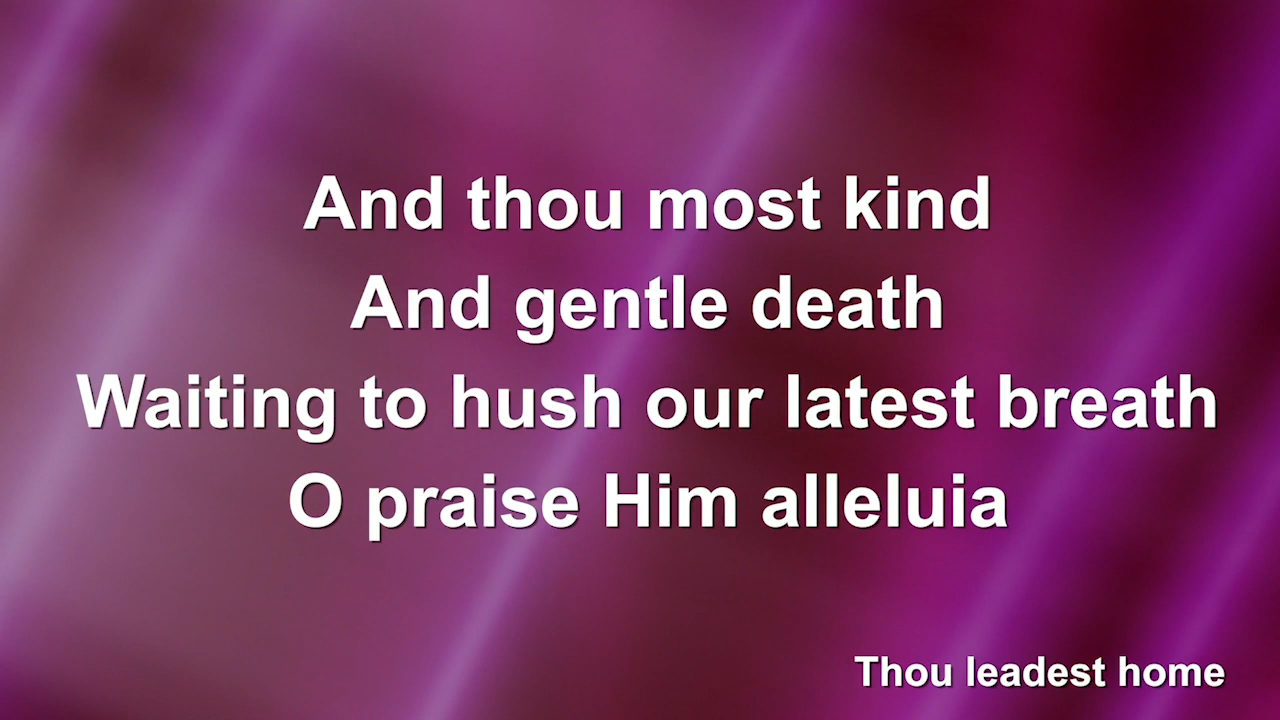 And thou most kind
And gentle death
Waiting to hush our latest breath
O praise Him alleluia
Thou leadest home